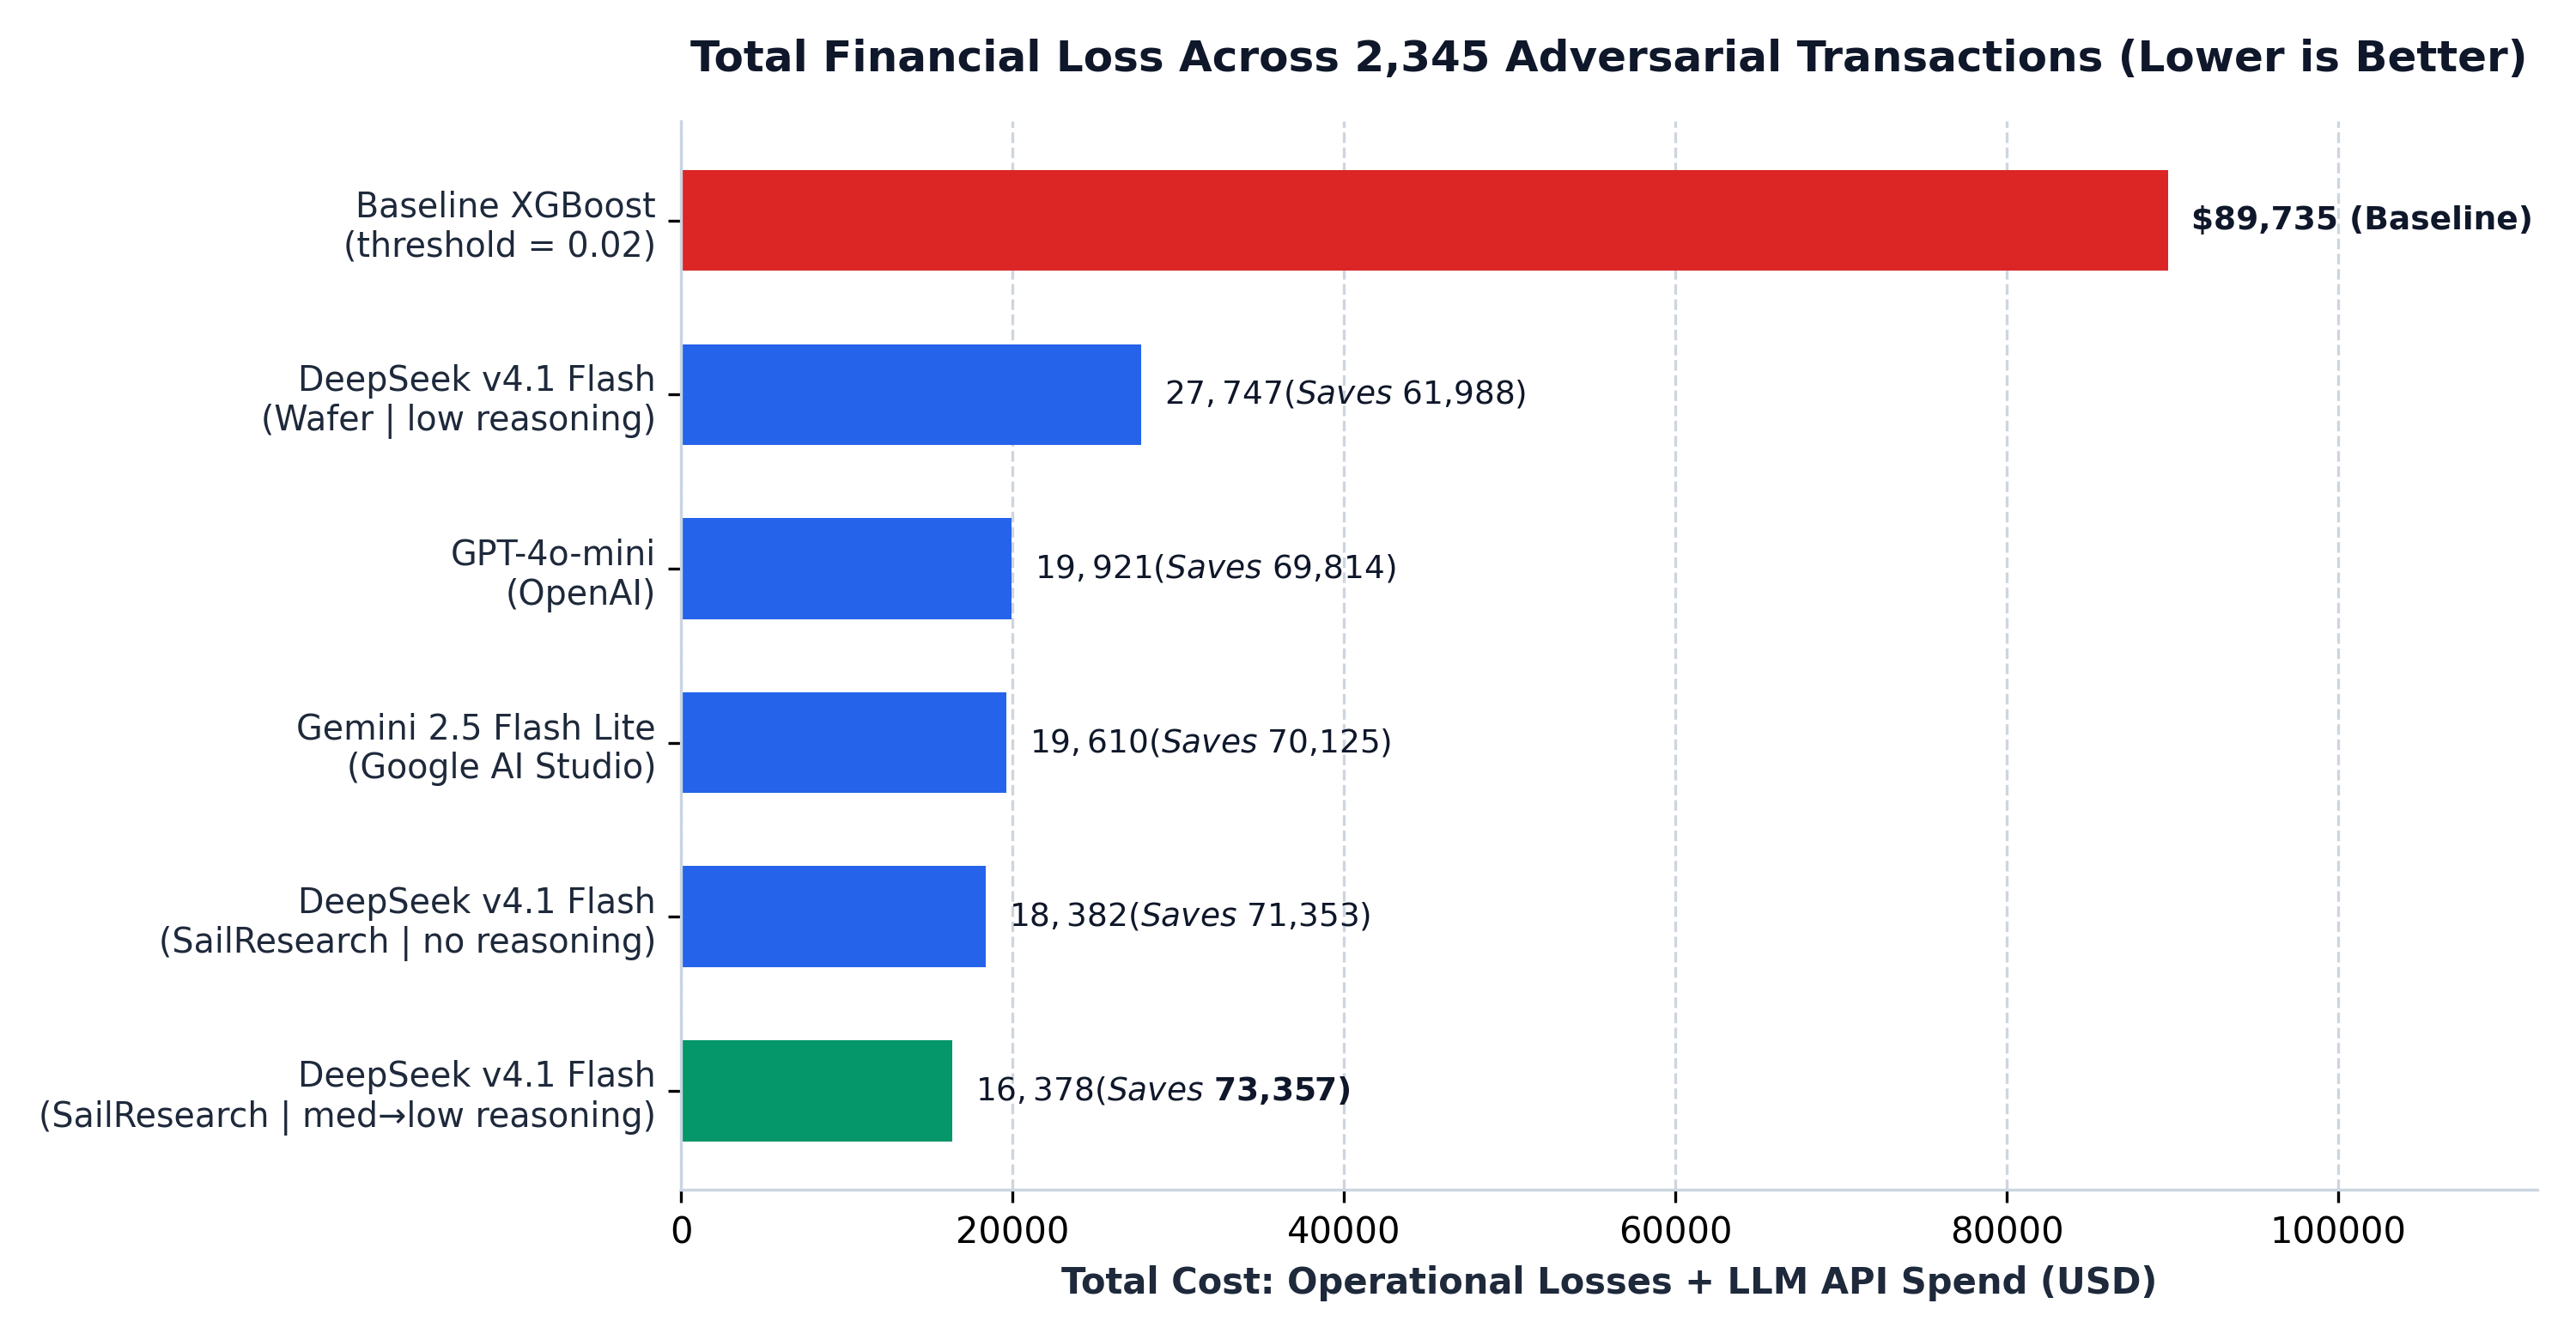 Total Financial Loss Across 2,345 Adversarial Transactions (Lower is Better)
Baseline XGBoost
(threshold = 0.02)
$89,735 (Baseline)
DeepSeek v4.1 Flash
(Wafer | low reasoning)
27,747(Saves 61,988)
GPT-4o-mini
(OpenAI)
19,921(Saves 69,814)
Gemini 2.5 Flash Lite
(Google AI Studio)
19,610(Saves 70,125)
DeepSeek v4.1 Flash
(SailResearch | no reasoning)
18,382(Saves 71,353)
DeepSeek v4.1 Flash
(SailResearch | med→low reasoning)
16,378(Saves 73,357)
0 20000 40000 60000 80000 100000
Total Cost: Operational Losses + LLM API Spend (USD)